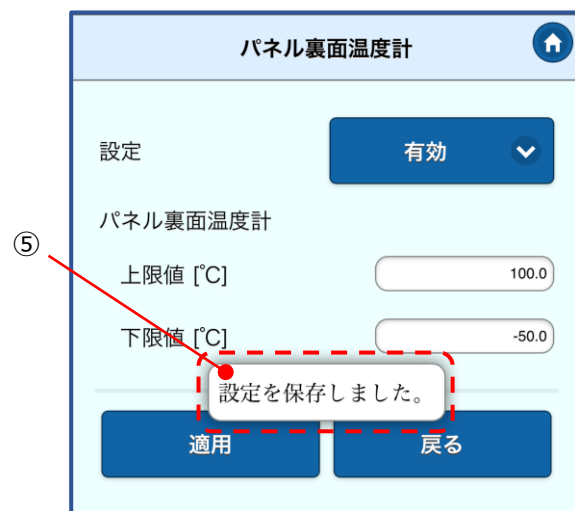 パネル裏面温度計
設定
有効
パネル裏面温度計
⑤
上限値 [℃]
100.0
下限値 [℃]
-50.0
設定を保存しました。
適用
戻る